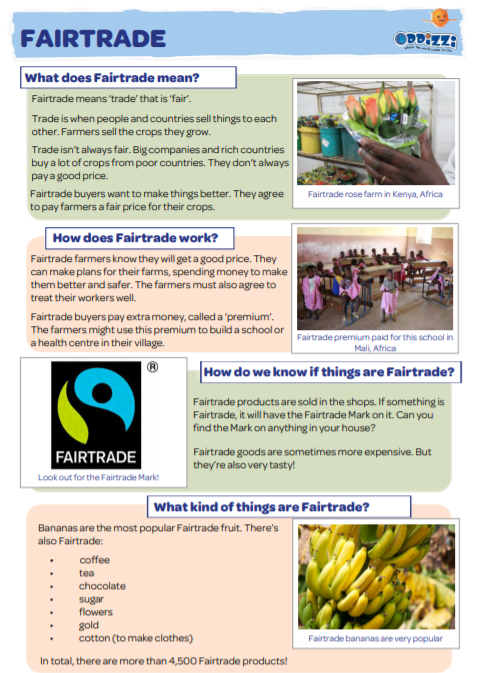 FAIRTRADE
ODDiZZi
What does Fairtrade mean?
Fairtrade means 'trade' that is 'fair'.
Trade is when people and countries sell things to each
other. Farmers sell the crops they grow.
Trade isn't always fair. Big companies and rich countries
buy a lot of crops from poor countries. They don't always
pay a good price.
Fairtrade buyers want to make things better. They agree
to pay farmers a fair price for their crops.
Fairtrade rose farm in Kenya, Africa
How does Fairtrade work?
Fairtrade farmers know they will get a good price. They
can make plans for their farms, spending money to make
them better and safer. The farmers must also agree to
treat their workers well.
Fairtrade buyers pay extra money, called a 'premium'.
The farmers might use this premium to build a school or
a health centre in their village.
Fairtrade premium paid for this school in
Mali, Africa
®
FAIRTRADE
Look out for the Fairtrade Mark!
How do we know if things are Fairtrade?
Fairtrade products are sold in the shops. If something is
Fairtrade, it will have the Fairtrade Mark on it. Can you
find the Mark on anything in your house?
Fairtrade goods are sometimes more expensive. But
they're also very tasty!
What kind of things are Fairtrade?
Bananas are the most popular Fairtrade fruit. There's
also Fairtrade:
• coffee
• tea
• chocolate
• sugar
• flowers
• gold
• cotton (to make clothes)
In total, there are more than 4,500 Fairtrade products!
Fairtrade bananas are very popular